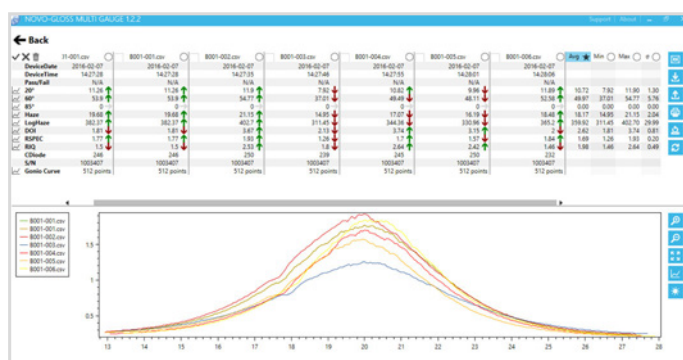 NOVO-GLOSS MULTI GAUGE 1.2.2 Support | About
Back
J1-001.csv B001-001.csv B001-002.csv B001-003.csv B001-004.csv B001-005.csv B001-006.csv Avg Min Max σ
DeviceDate 2016-02-07 2016-02-07 2016-02-07 2016-02-07 2016-02-07 2016-02-07 2016-02-07
DeviceTime 14:27:28 14:27:28 14:27:35 14:27:46 14:27:55 14:28:01 14:28:06
Pass/Fail N/A N/A N/A N/A N/A N/A N/A
20° 11.26 11.26 11.9 7.92 10.82 9.96 11.89 10.72 7.92 11.90 1.30
60° 53.9 53.9 54.77 37.01 49.49 48.11 52.58 49.97 37.01 54.77 5.76
85° 0 0 0 0 0 0 0 0.00 0.00 0.00 0.00
Haze 19.68 19.68 21.15 14.95 17.07 16.19 18.48 18.17 14.95 21.15 2.04
LogHaze 382.37 382.37 402.7 311.45 344.36 330.96 365.2 359.92 311.45 402.70 29.99
DOI 1.81 1.81 3.67 2.13 3.74 3.15 2 2.62 1.81 3.74 0.81
RSPEC 1.77 1.77 1.93 1.26 1.7 1.57 1.84 1.69 1.26 1.93 0.20
RIQ 1.5 1.5 2.53 1.8 2.64 2.42 1.46 1.98 1.46 2.64 0.49
CDiode 246 246 250 239 245 250 232
S/N 1003407 1003407 1003407 1003407 1003407 1003407 1003407
Gonio Curve 512 points 512 points 512 points 512 points 512 points 512 points 512 points
B001-001.csv
B001-001.csv
B001-002.csv
B001-003.csv
B001-004.csv
B001-005.csv
B001-006.csv
1.5
1
0.5
13 14 15 16 17 18 19 20 21 22 23 24 25 26 27 28